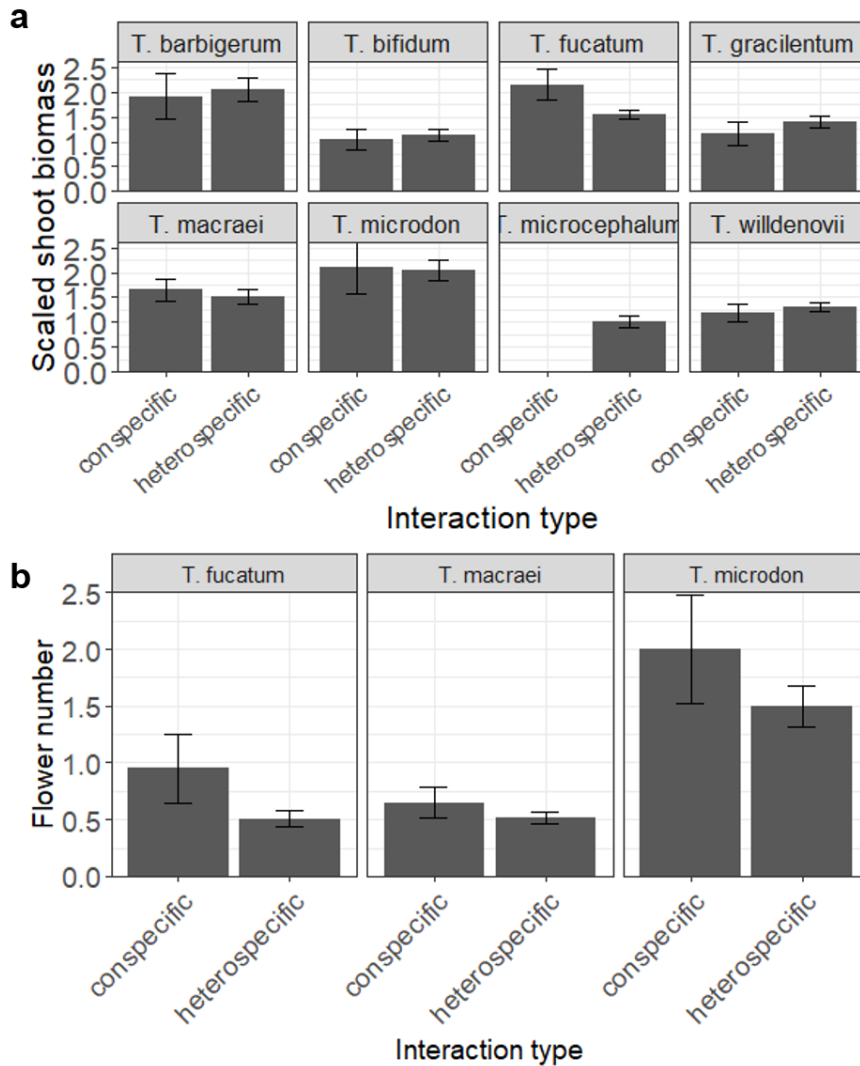 a
T. barbigerum T. bifidum T. fucatum T. gracilentum
Scaled shoot biomass
2.5
2.0
1.5
1.0
0.5
0.0
T. macraei T. microdon T. microcephalum T. willdenovii
2.5
2.0
1.5
1.0
0.5
0.0
conspecific heterospecific conspecific heterospecific conspecific heterospecific conspecific heterospecific
Interaction type
b
T. fucatum T. macraei T. microdon
Flower number
2.5
2.0
1.5
1.0
0.5
0.0
conspecific heterospecific conspecific heterospecific conspecific heterospecific
Interaction type